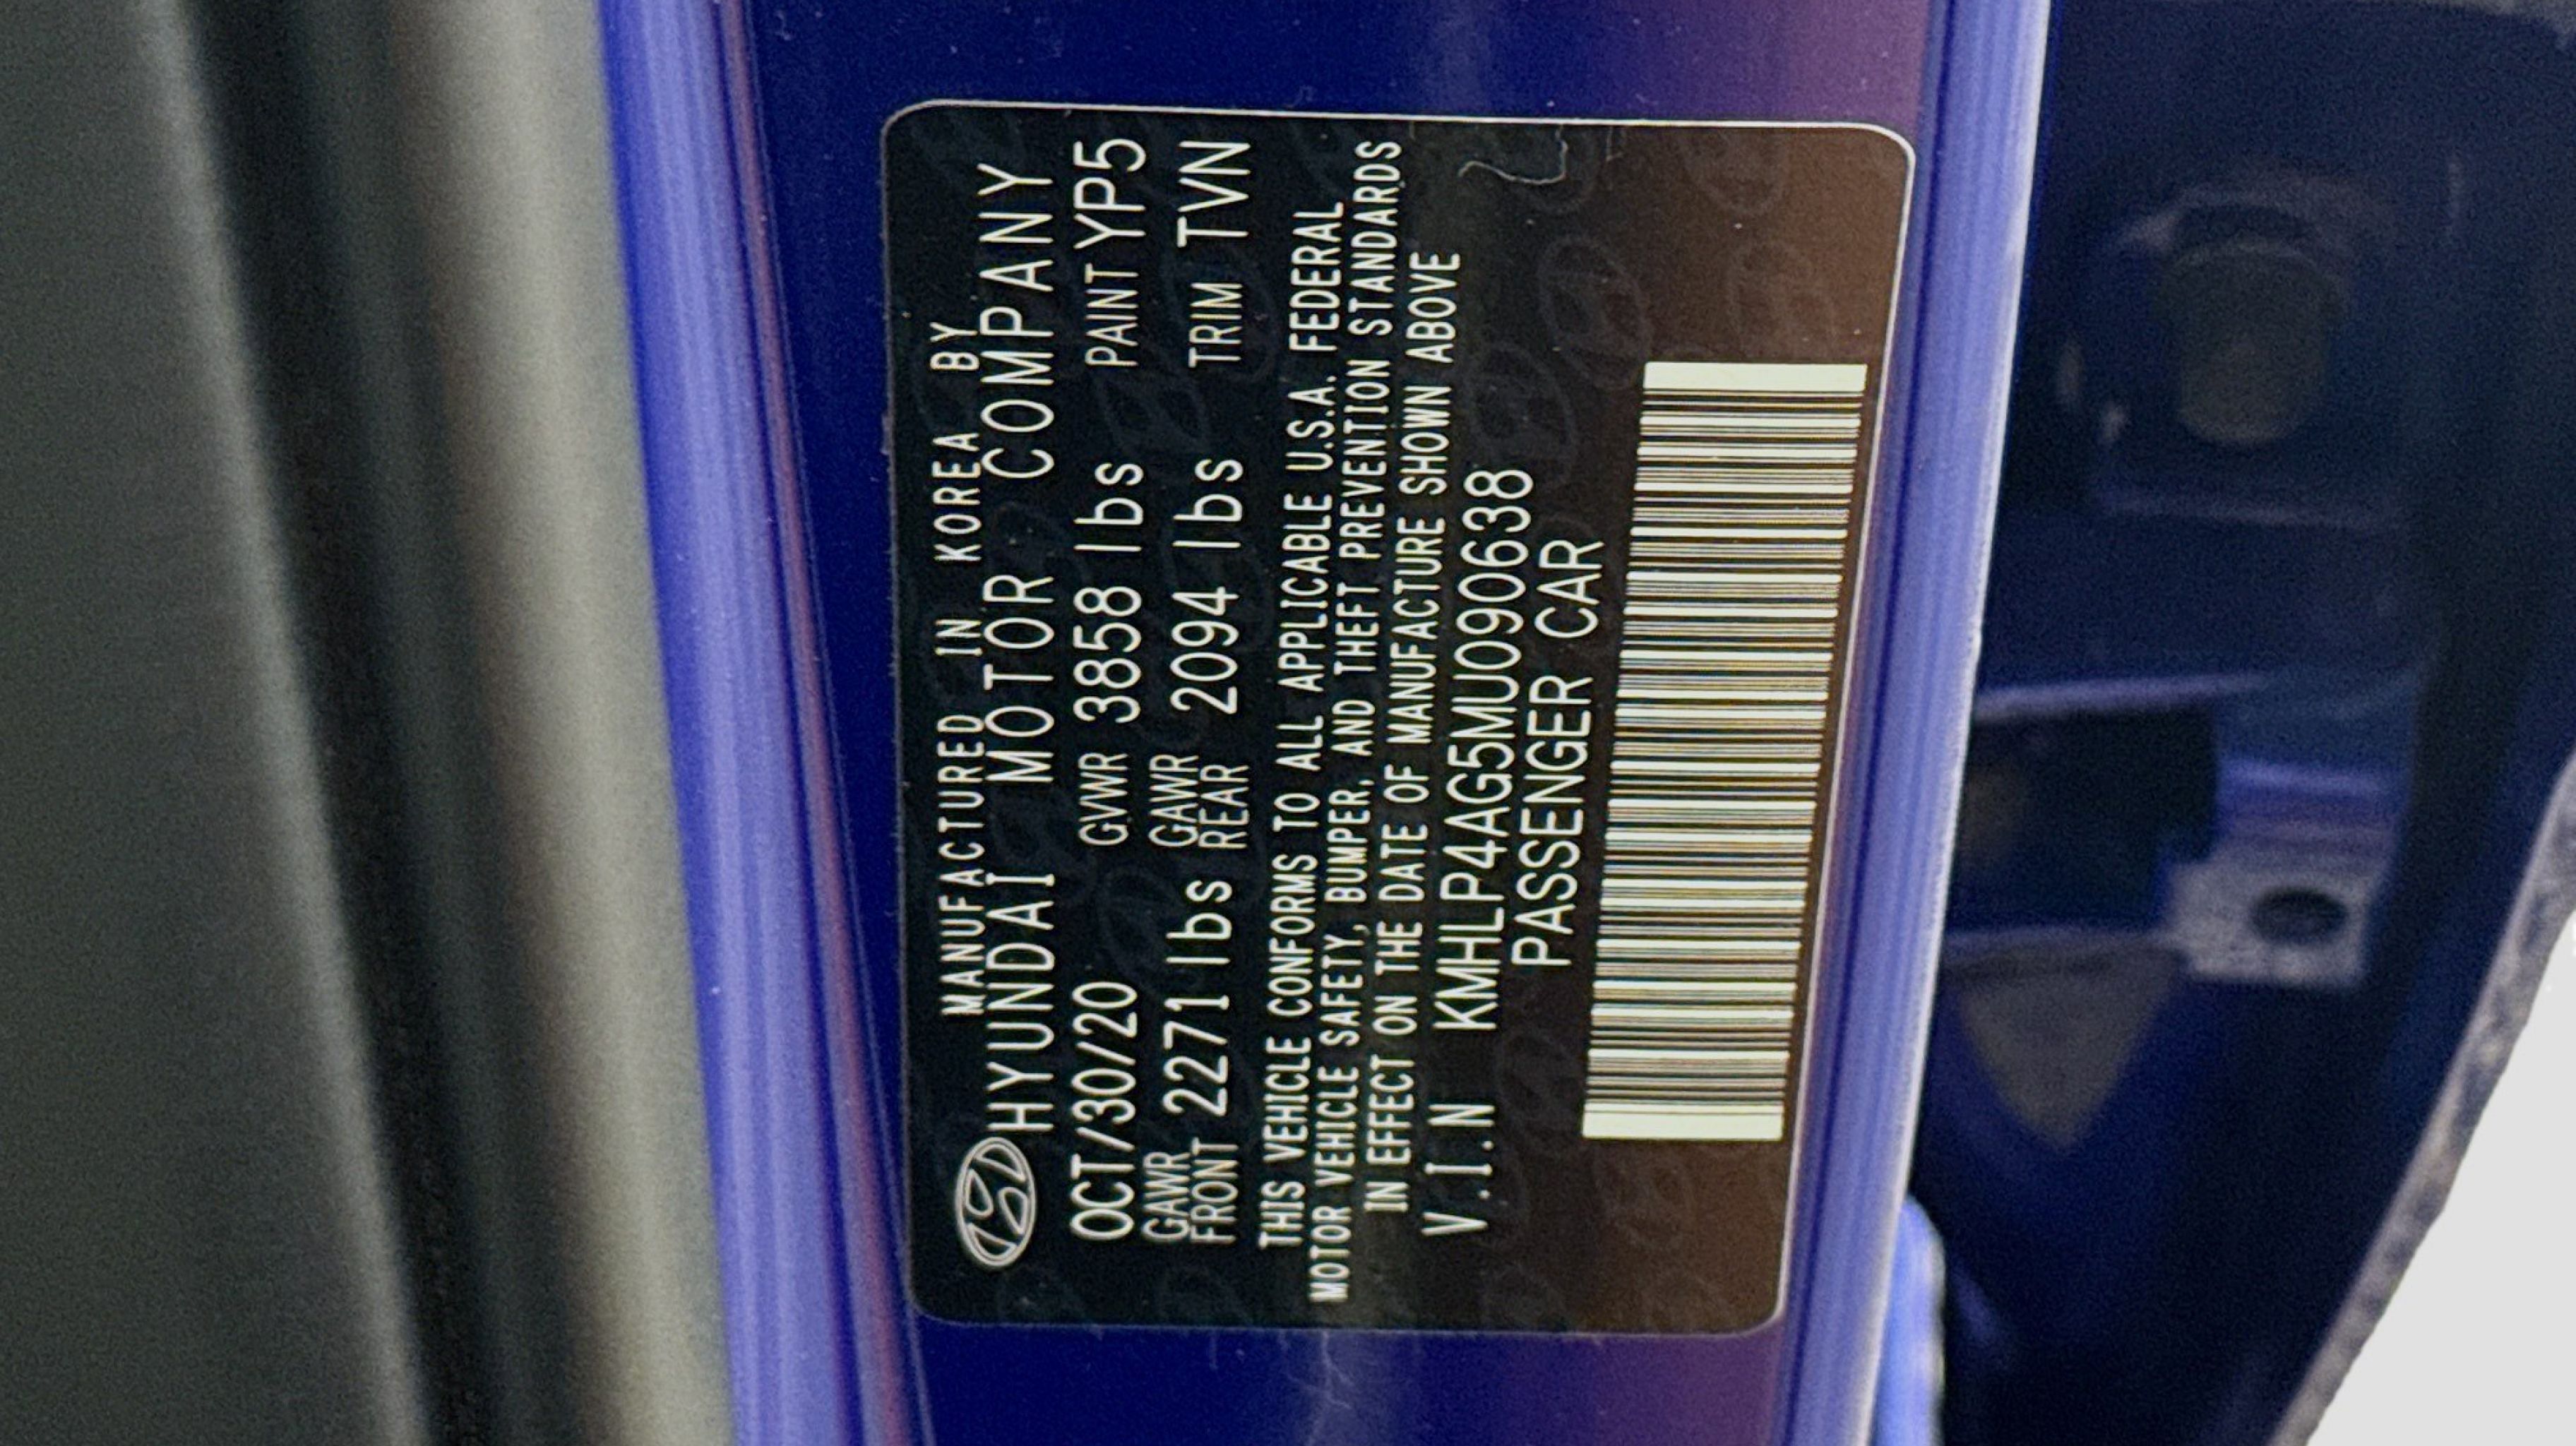 MANUFACTURED IN KOREA BY
HYUNDAI MOTOR COMPANY
OCT/30/20 GVWR 3858 lbs PAINT YP5
GAWR FRONT 2271 lbs GAWR REAR 2094 lbs TRIM TVN
THIS VEHICLE CONFORMS TO ALL APPLICABLE U.S.A. FEDERAL
MOTOR VEHICLE SAFETY, BUMPER, AND THEFT PREVENTION STANDARDS
IN EFFECT ON THE DATE OF MANUFACTURE SHOWN ABOVE
V.I.N KMHLP4AG5MU090638
PASSENGER CAR